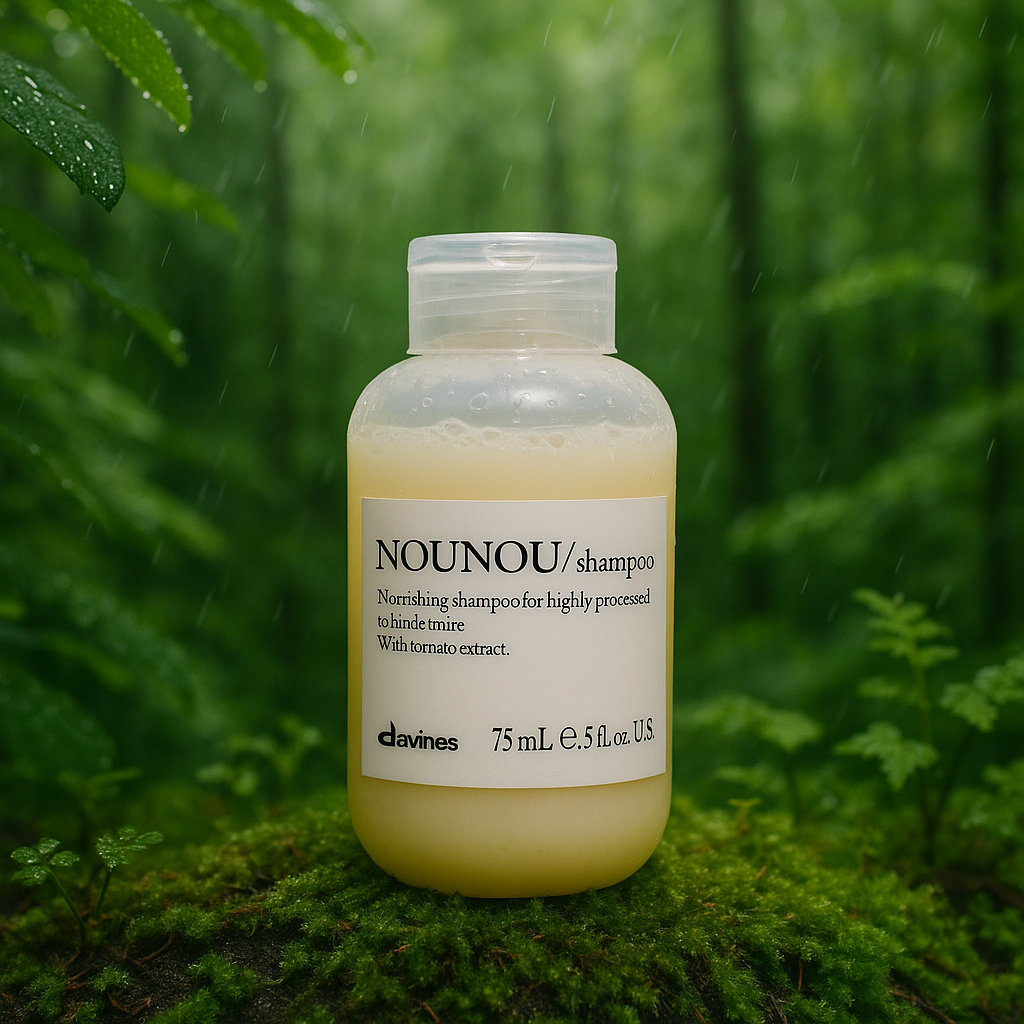 NOUNOU/shampoo
Norrishing shampoo for highly processed
to hinde tmire
With tornato extract.
davines 75 mL e.5 fl. oz. U.S.